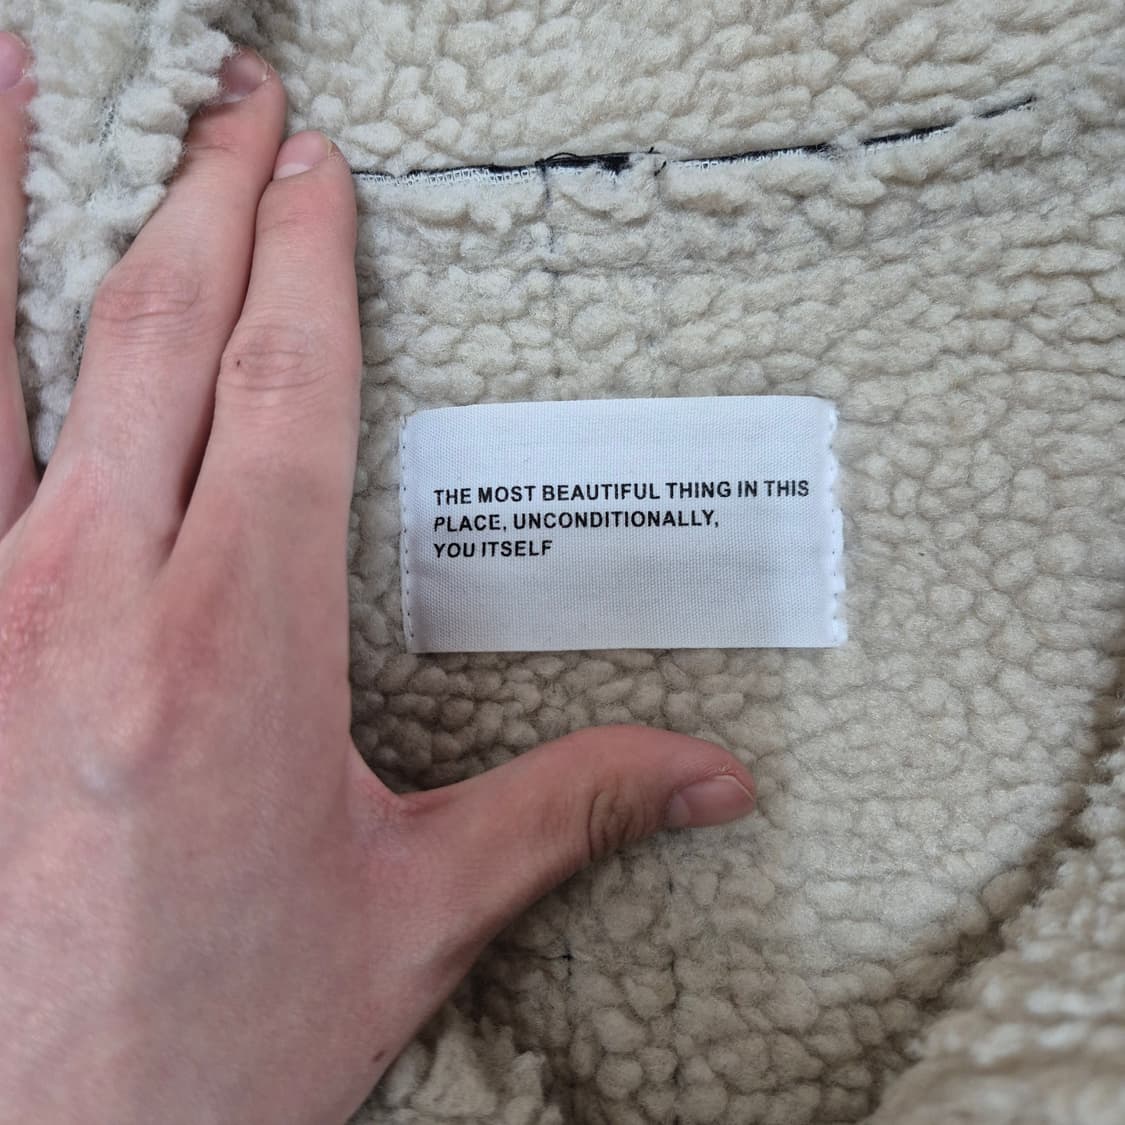 THE MOST BEAUTIFUL THING IN THIS
PLACE, UNCONDITIONALLY,
YOU ITSELF